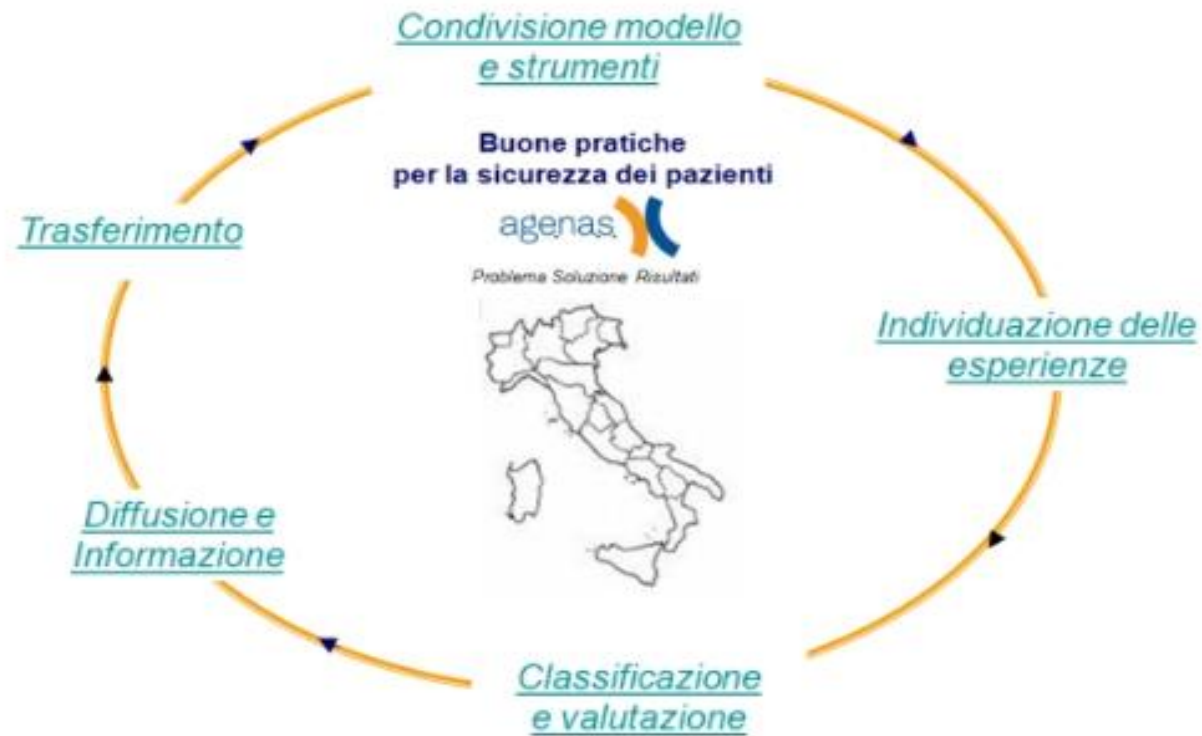 Condivisione modello
e strumenti
Buone pratiche
per la sicurezza dei pazienti
agenas
Problema Soluzione Risultati
Trasferimento
Individuazione delle
esperienze
Diffusione e
Informazione
Classificazione
e valutazione